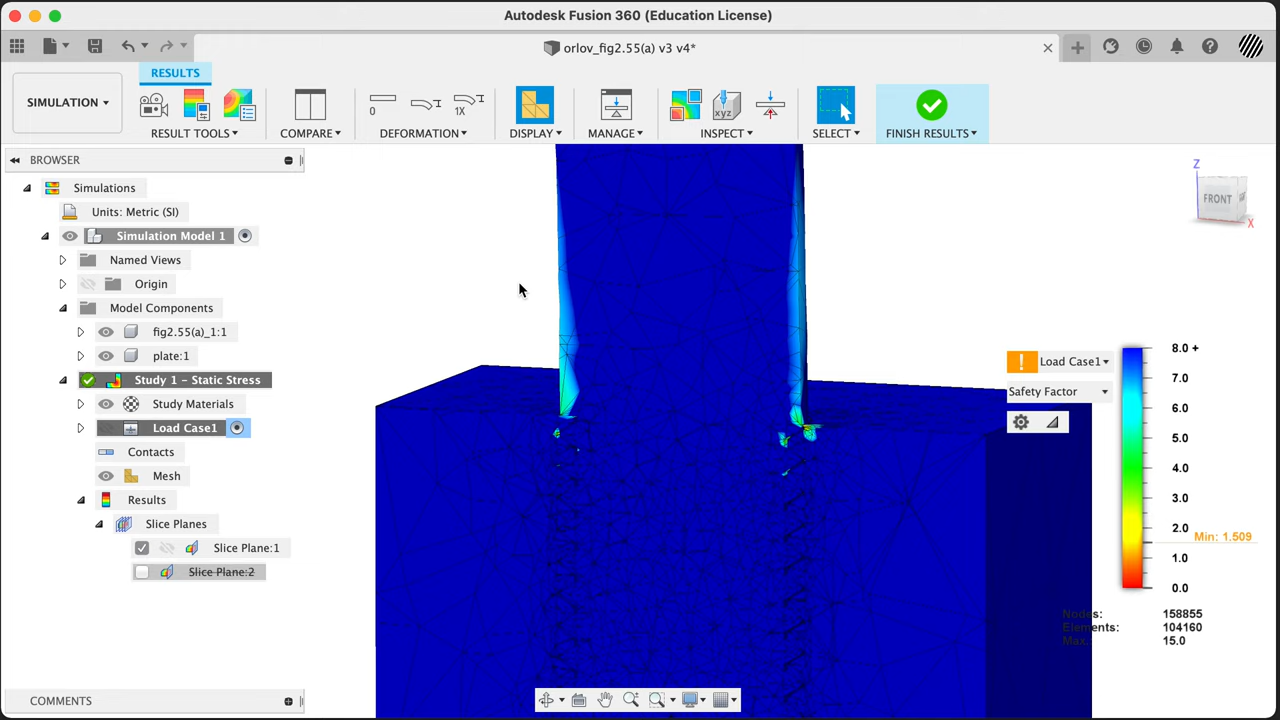 Autodesk Fusion 360 (Education License)
orlov_fig2.55(a) v3 v4*
SIMULATION
RESULTS
0
1X
xyz
RESULT TOOLS
COMPARE
DEFORMATION
DISPLAY
MANAGE
INSPECT
SELECT
FINISH RESULTS
BROWSER
Simulations
Units: Metric (SI)
Simulation Model 1
Named Views
Origin
Model Components
fig2.55(a)_1:1
plate:1
Study 1 - Static Stress
Study Materials
Load Case1
Contacts
Mesh
Results
Slice Planes
Slice Plane:1
Slice Plane:2
COMMENTS
Z
FRONT
X
Load Case1
Safety Factor
8.0 +
7.0
6.0
5.0
4.0
3.0
2.0
Min: 1.509
1.0
0.0
Nodes: 158855
Elements: 104160
Max.: 15.0